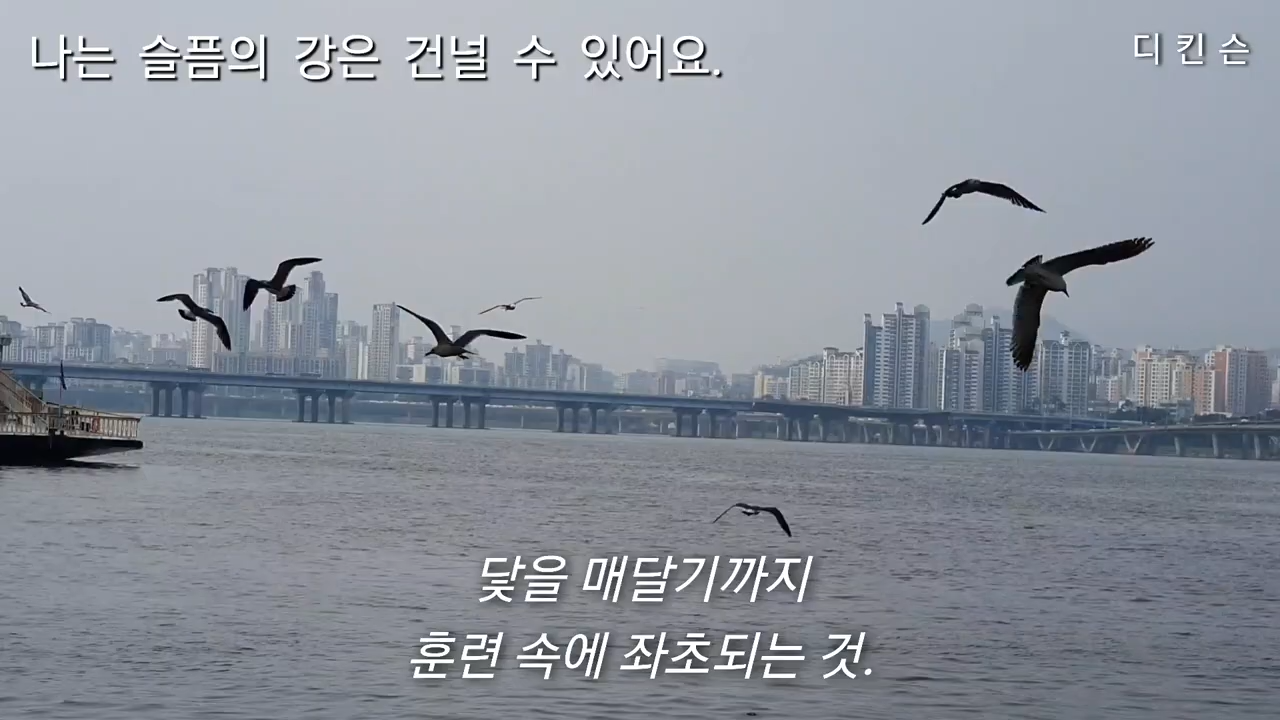 나는 슬픔의 강은 건널 수 있어요.
디킨슨
닻을 매달기까지
훈련 속에 좌초되는 것.